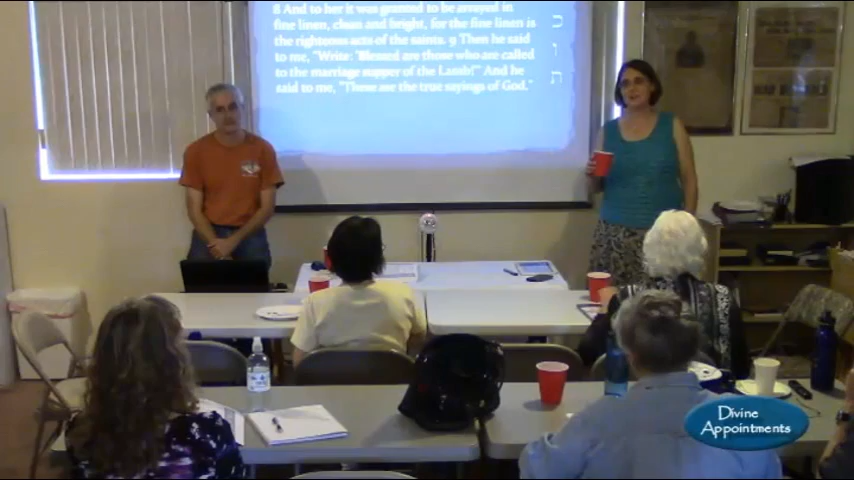 8 And to her it was granted to be arrayed in
fine linen, clean and bright, for the fine linen is
the righteous acts of the saints. 9 Then he said
to me, "Write: 'Blessed are those who are called
to the marriage supper of the Lamb!'" And he
said to me, "These are the true sayings of God."
כ
ו
ת
Divine
Appointments